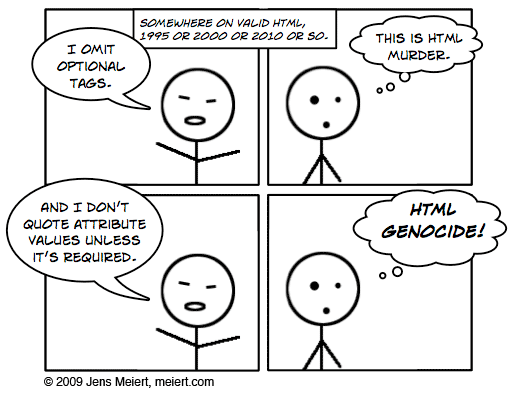 SOMEWHERE ON VALID HTML,
1995 OR 2000 OR 2010 OR SO.
I OMIT
OPTIONAL
TAGS.
THIS IS HTML
MURDER.
AND I DON'T
QUOTE ATTRIBUTE
VALUES UNLESS
IT'S REQUIRED.
HTML
GENOCIDE!
© 2009 Jens Meiert, meiert.com